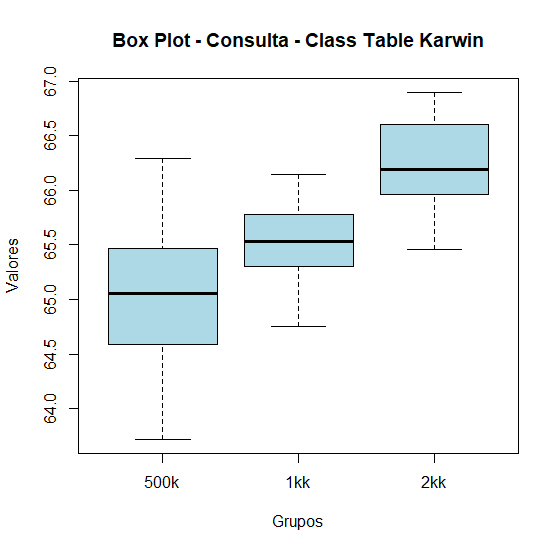 Box Plot - Consulta - Class Table Karwin
Valores
67.0
66.5
66.0
65.5
65.0
64.5
64.0
500k 1kk 2kk
Grupos